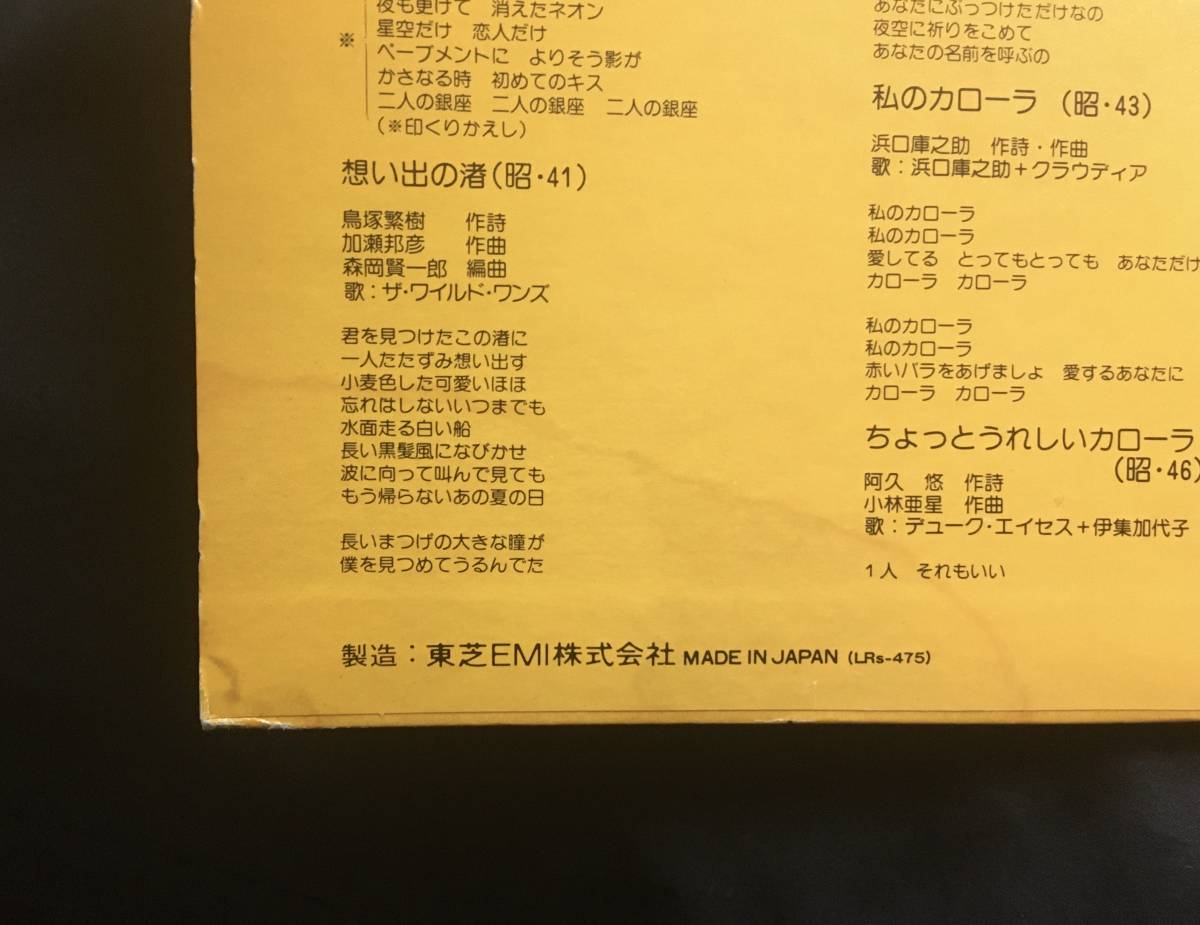 夜も更けて 消えたネオン
星空だけ 恋人だけ
※
ペーブメントに よりそう影が
かさなる時 初めてのキス
二人の銀座 二人の銀座 二人の銀座
(※印くりかえし)
想い出の渚(昭・41)
鳥塚繁樹 作詩
加瀬邦彦 作曲
森岡賢一郎 編曲
歌:ザ・ワイルド・ワンズ
君を見つけたこの渚に
一人たたずみ想い出す
小麦色した可愛いほほ
忘れはしないいつまでも
水面走る白い船
長い黒髪風になびかせ
波に向って叫んで見ても
もう帰らないあの夏の日
長いまつげの大きな瞳が
僕を見つめてうるんでた
あなたにぶっつけただけなの
夜空に祈りをこめて
あなたの名前を呼ぶの
私のカローラ (昭・43)
浜口庫之助 作詩・作曲
歌:浜口庫之助+クラウディア
私のカローラ
私のカローラ
愛してる とってもとっても あなただけ
カローラ カローラ
私のカローラ
私のカローラ
赤いバラをあげましょ 愛するあなたに
カローラ カローラ
ちょっとうれしいカローラ
(昭・46)
阿久 悠 作詩
小林亜星 作曲
歌:デューク・エイセス+伊集加代子
1人 それもいい
製造:東芝EMI株式会社 MADE IN JAPAN (LRs-475)